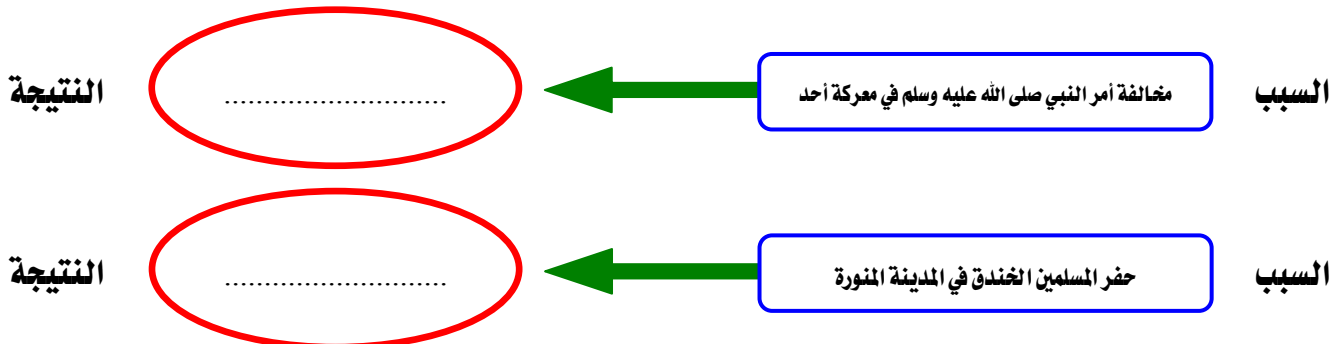 السبب
مخالفة أمر النبي صلى الله عليه وسلم في معركة أحد
............................
النتيجة
السبب
حفر المسلمين الخندق في المدينة المنورة
............................
النتيجة